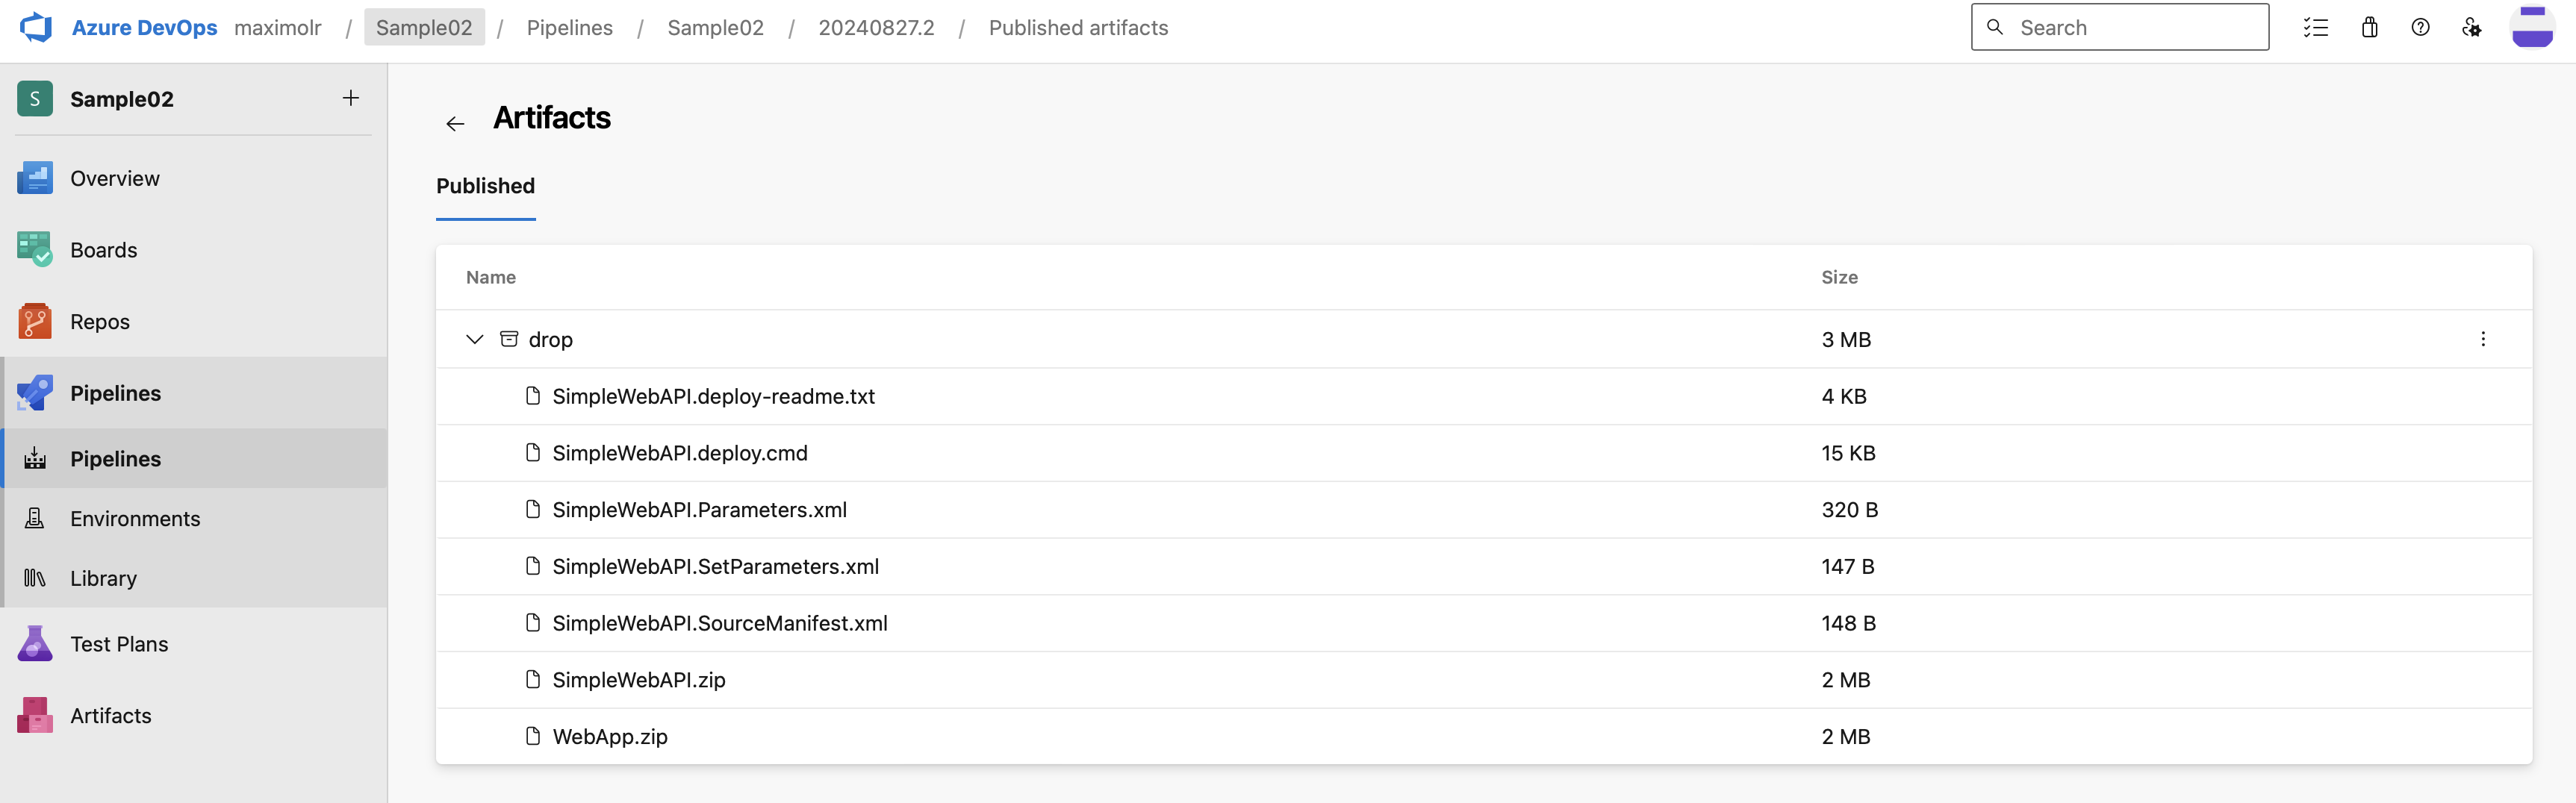 Azure DevOps maximolr / Sample02 / Pipelines / Sample02 / 20240827.2 / Published artifacts Search
S Sample02 +
Overview
Boards
Repos
Pipelines
Pipelines
Environments
Library
Test Plans
Artifacts
Artifacts
Published
Name Size
drop 3 MB
SimpleWebAPI.deploy-readme.txt 4 KB
SimpleWebAPI.deploy.cmd 15 KB
SimpleWebAPI.Parameters.xml 320 B
SimpleWebAPI.SetParameters.xml 147 B
SimpleWebAPI.SourceManifest.xml 148 B
SimpleWebAPI.zip 2 MB
WebApp.zip 2 MB